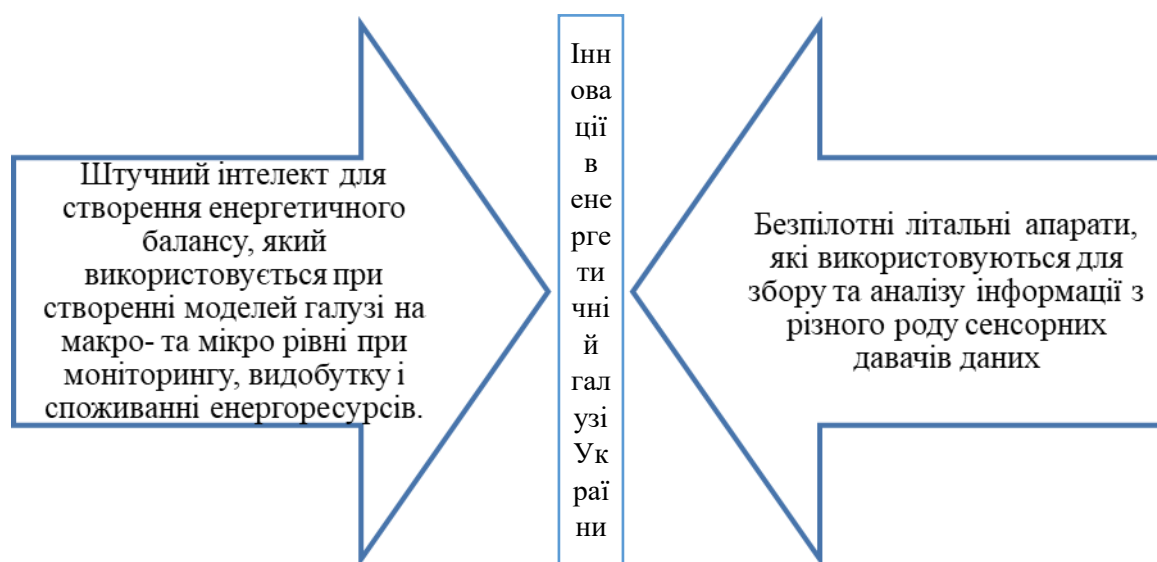 Штучний інтелект для
створення енергетичного
балансу, який
використовується при
створенні моделей галузі на
макро- та мікро рівні при
моніторингу, видобутку і
споживанні енергоресурсів.
Інн
ова
ції
в
ене
рге
ти
чні
й
гал
узі
Ук
раї
ни
Безпілотні літальні апарати,
які використовуються для
збору та аналізу інформації з
різного роду сенсорних
давачів даних